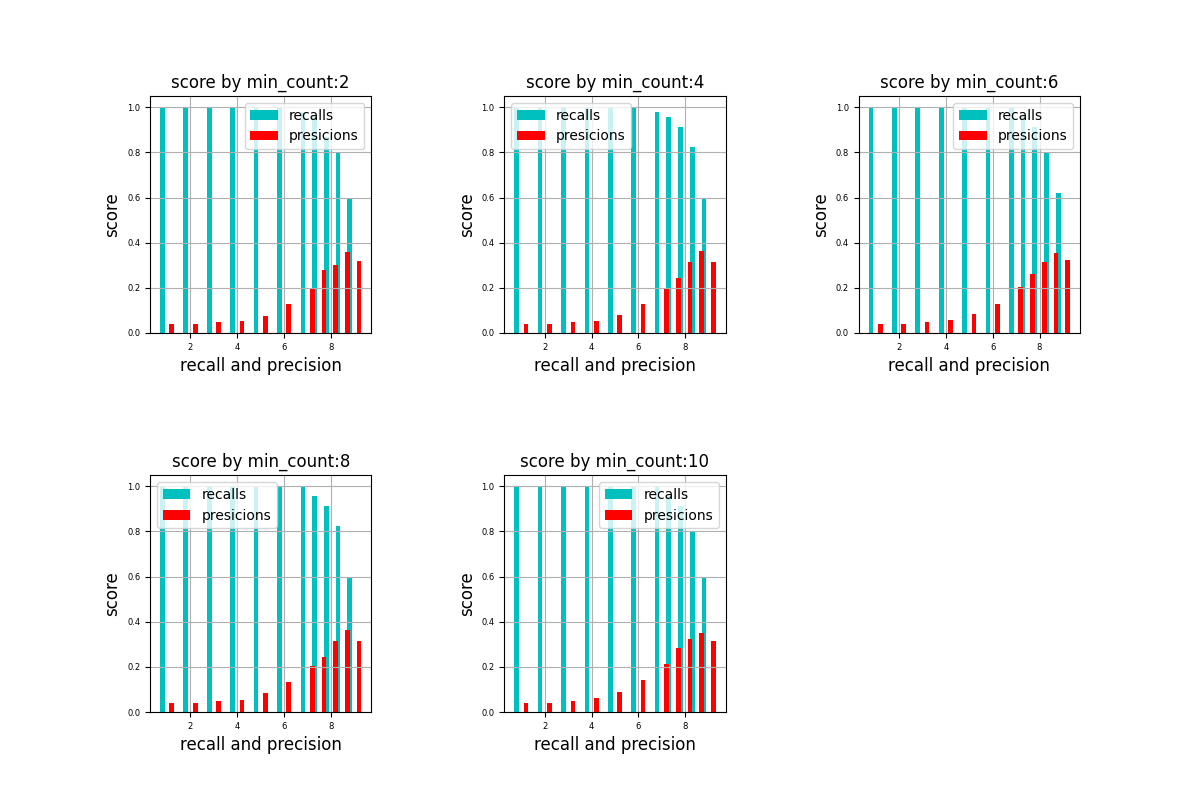 score by min_count:2
recalls
presicions
score
1.0
0.8
0.6
0.4
0.2
0.0
2 4 6 8
recall and precision
score by min_count:4
recalls
presicions
score
1.0
0.8
0.6
0.4
0.2
0.0
2 4 6 8
recall and precision
score by min_count:6
recalls
presicions
score
1.0
0.8
0.6
0.4
0.2
0.0
2 4 6 8
recall and precision
score by min_count:8
recalls
presicions
score
1.0
0.8
0.6
0.4
0.2
0.0
2 4 6 8
recall and precision
score by min_count:10
recalls
presicions
score
1.0
0.8
0.6
0.4
0.2
0.0
2 4 6 8
recall and precision